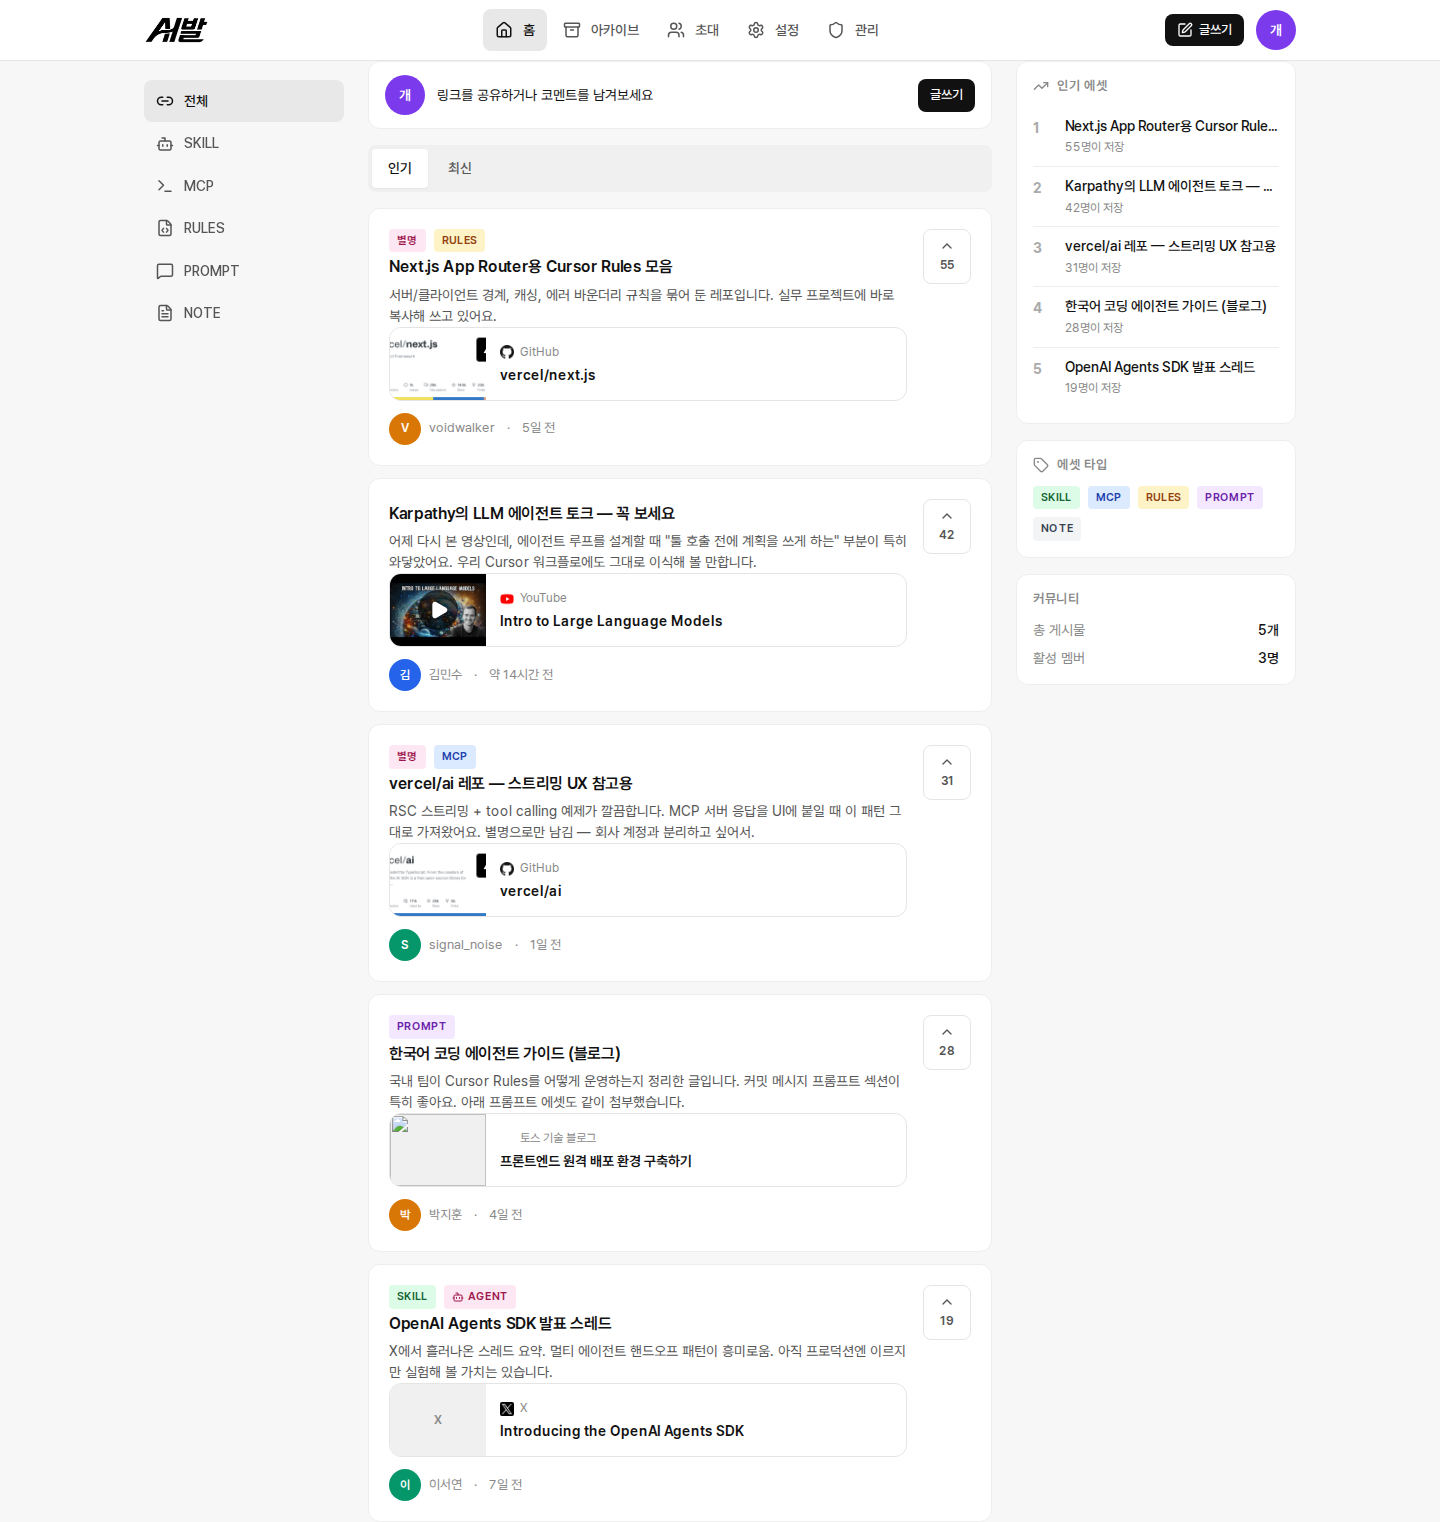 AI발
홈
아카이브
초대
설정
관리
글쓰기
개
전체
SKILL
MCP
RULES
PROMPT
NOTE
개
링크를 공유하거나 코멘트를 남겨보세요
글쓰기
인기
최신
별명
RULES
Next.js App Router용 Cursor Rules 모음
서버/클라이언트 경계, 캐싱, 에러 바운더리 규칙을 묶어 둔 레포입니다. 실무 프로젝트에 바로
복사해 쓰고 있어요.
55
cel/next.js
GitHub
vercel/next.js
V
voidwalker · 5일 전
Karpathy의 LLM 에이전트 토크 — 꼭 보세요
어제 다시 본 영상인데, 에이전트 루프를 설계할 때 "툴 호출 전에 계획을 쓰게 하는" 부분이 특히
와닿았어요. 우리 Cursor 워크플로에도 그대로 이식해 볼 만합니다.
42
INTRO TO LARGE LANGUAGE MODELS
YouTube
Intro to Large Language Models
김
김민수 · 약 14시간 전
별명
MCP
vercel/ai 레포 — 스트리밍 UX 참고용
RSC 스트리밍 + tool calling 예제가 깔끔합니다. MCP 서버 응답을 UI에 붙일 때 이 패턴 그
대로 가져왔어요. 별명으로만 남김 — 회사 계정과 분리하고 싶어서.
31
cel/ai
GitHub
vercel/ai
S
signal_noise · 1일 전
PROMPT
한국어 코딩 에이전트 가이드 (블로그)
국내 팀이 Cursor Rules를 어떻게 운영하는지 정리한 글입니다. 커밋 메시지 프롬프트 섹션이
특히 좋아요. 아래 프롬프트 에셋도 같이 첨부했습니다.
28
토스 기술 블로그
프론트엔드 원격 배포 환경 구축하기
박
박지훈 · 4일 전
SKILL
AGENT
OpenAI Agents SDK 발표 스레드
X에서 흘러나온 스레드 요약. 멀티 에이전트 핸드오프 패턴이 흥미로움. 아직 프로덕션엔 이르지
만 실험해 볼 가치는 있습니다.
19
X
X
Introducing the OpenAI Agents SDK
이
이서연 · 7일 전
인기 에셋
1
Next.js App Router용 Cursor Rule...
55명이 저장
2
Karpathy의 LLM 에이전트 토크 — ...
42명이 저장
3
vercel/ai 레포 — 스트리밍 UX 참고용
31명이 저장
4
한국어 코딩 에이전트 가이드 (블로그)
28명이 저장
5
OpenAI Agents SDK 발표 스레드
19명이 저장
에셋 타입
SKILL
MCP
RULES
PROMPT
NOTE
커뮤니티
총 게시물
5개
활성 멤버
3명